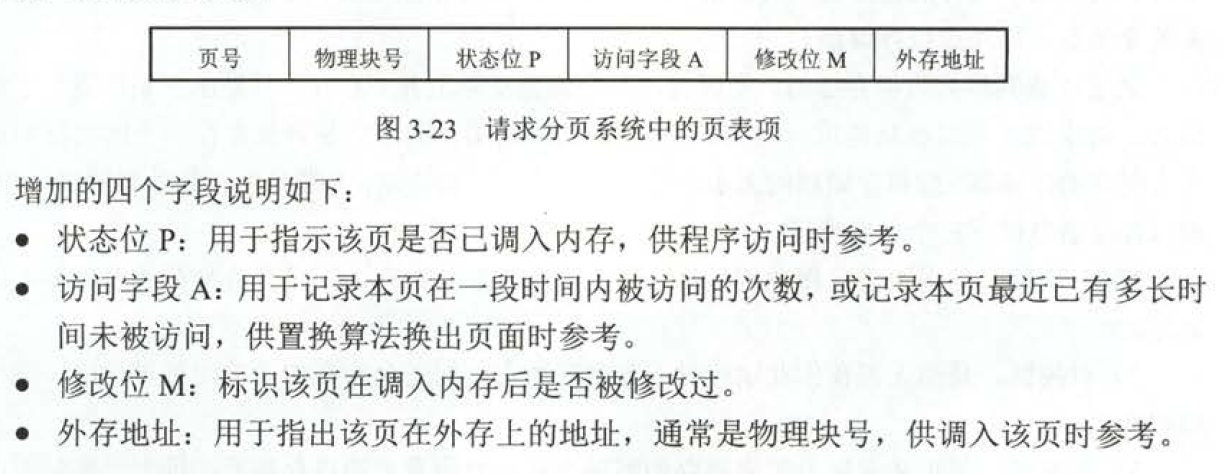 页号 物理块号 状态位 P 访问字段 A 修改位 M 外存地址
图 3-23 请求分页系统中的页表项
增加的四个字段说明如下：
● 状态位 P：用于指示该页是否已调入内存，供程序访问时参考。
● 访问字段 A：用于记录本页在一段时间内被访问的次数，或记录本页最近已有多长时
间未被访问，供置换算法换出页面时参考。
● 修改位 M：标识该页在调入内存后是否被修改过。
● 外存地址：用于指出该页在外存上的地址，通常是物理块号，供调入该页时参考。